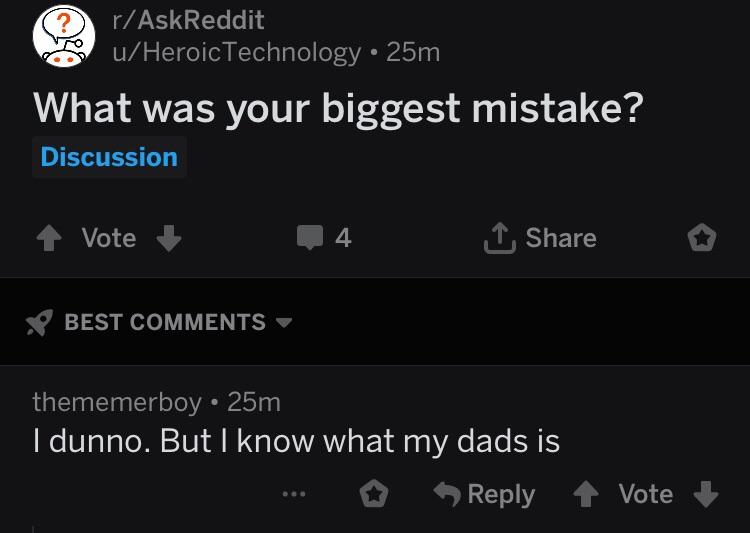 r/AskReddit
u/HeroicTechnology • 25m
What was your biggest mistake?
Discussion
Vote 4 Share
BEST COMMENTS
thememerboy • 25m
I dunno. But I know what my dads is
... Reply Vote